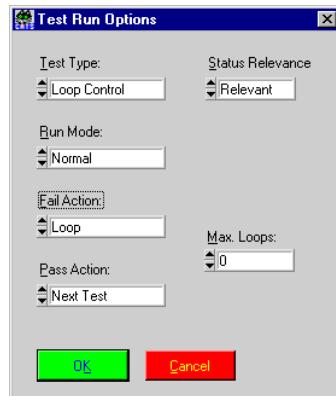 Test Run Options
Test Type:
Status Relevance
Loop Control
Relevant
Run Mode:
Normal
Fail Action:
Loop
Max. Loops:
0
Pass Action:
Next Test
OK
Cancel